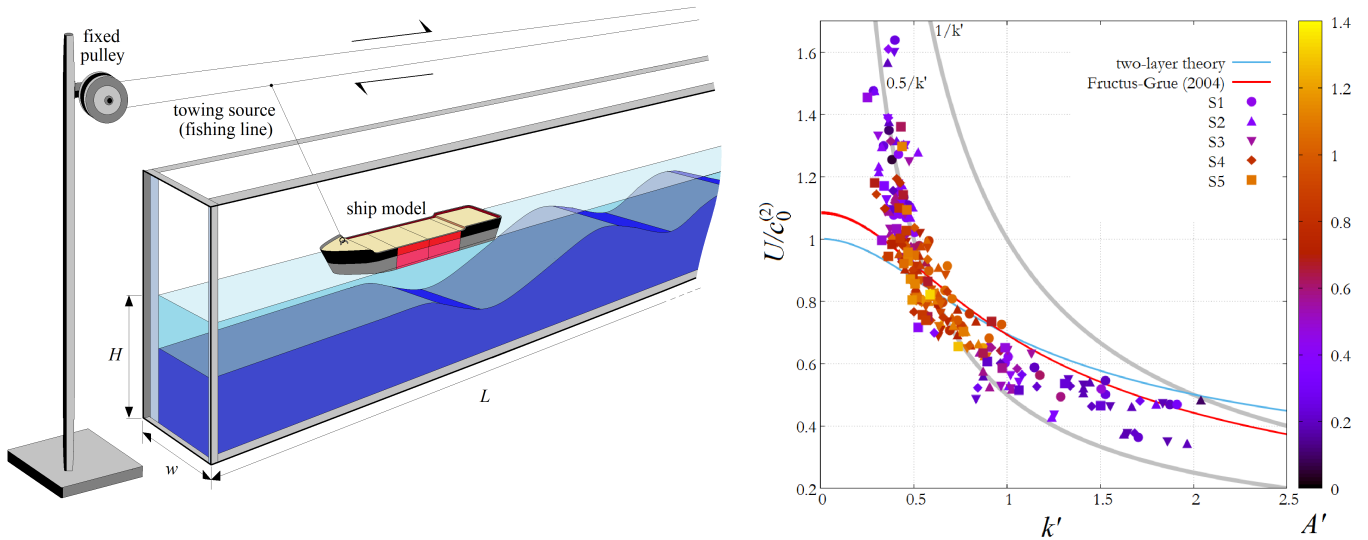 fixed
pulley
towing source
(fishing line)
ship model
H
w
L
U/c₀⁽²⁾
1.6
1.4
1.2
1
0.8
0.6
0.4
0.2
0
0.5
1
1.5
2
2.5
k'
1/k'
0.5/k'
two-layer theory
Fructus-Grue (2004)
S1
S2
S3
S4
S5
1.4
1.2
1
0.8
0.6
0.4
0.2
0
A'